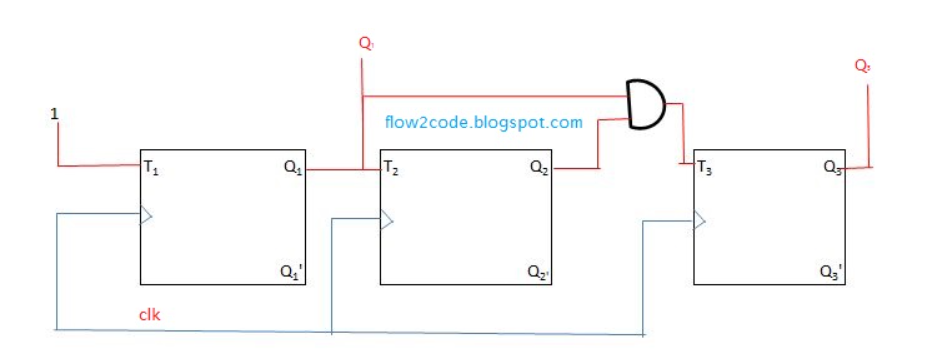 Q₁
Q₃
1
flow2code.blogspot.com
T₁
Q₁
T₂
Q₂
T₃
Q₃
Q₁'
Q₂'
Q₃'
clk